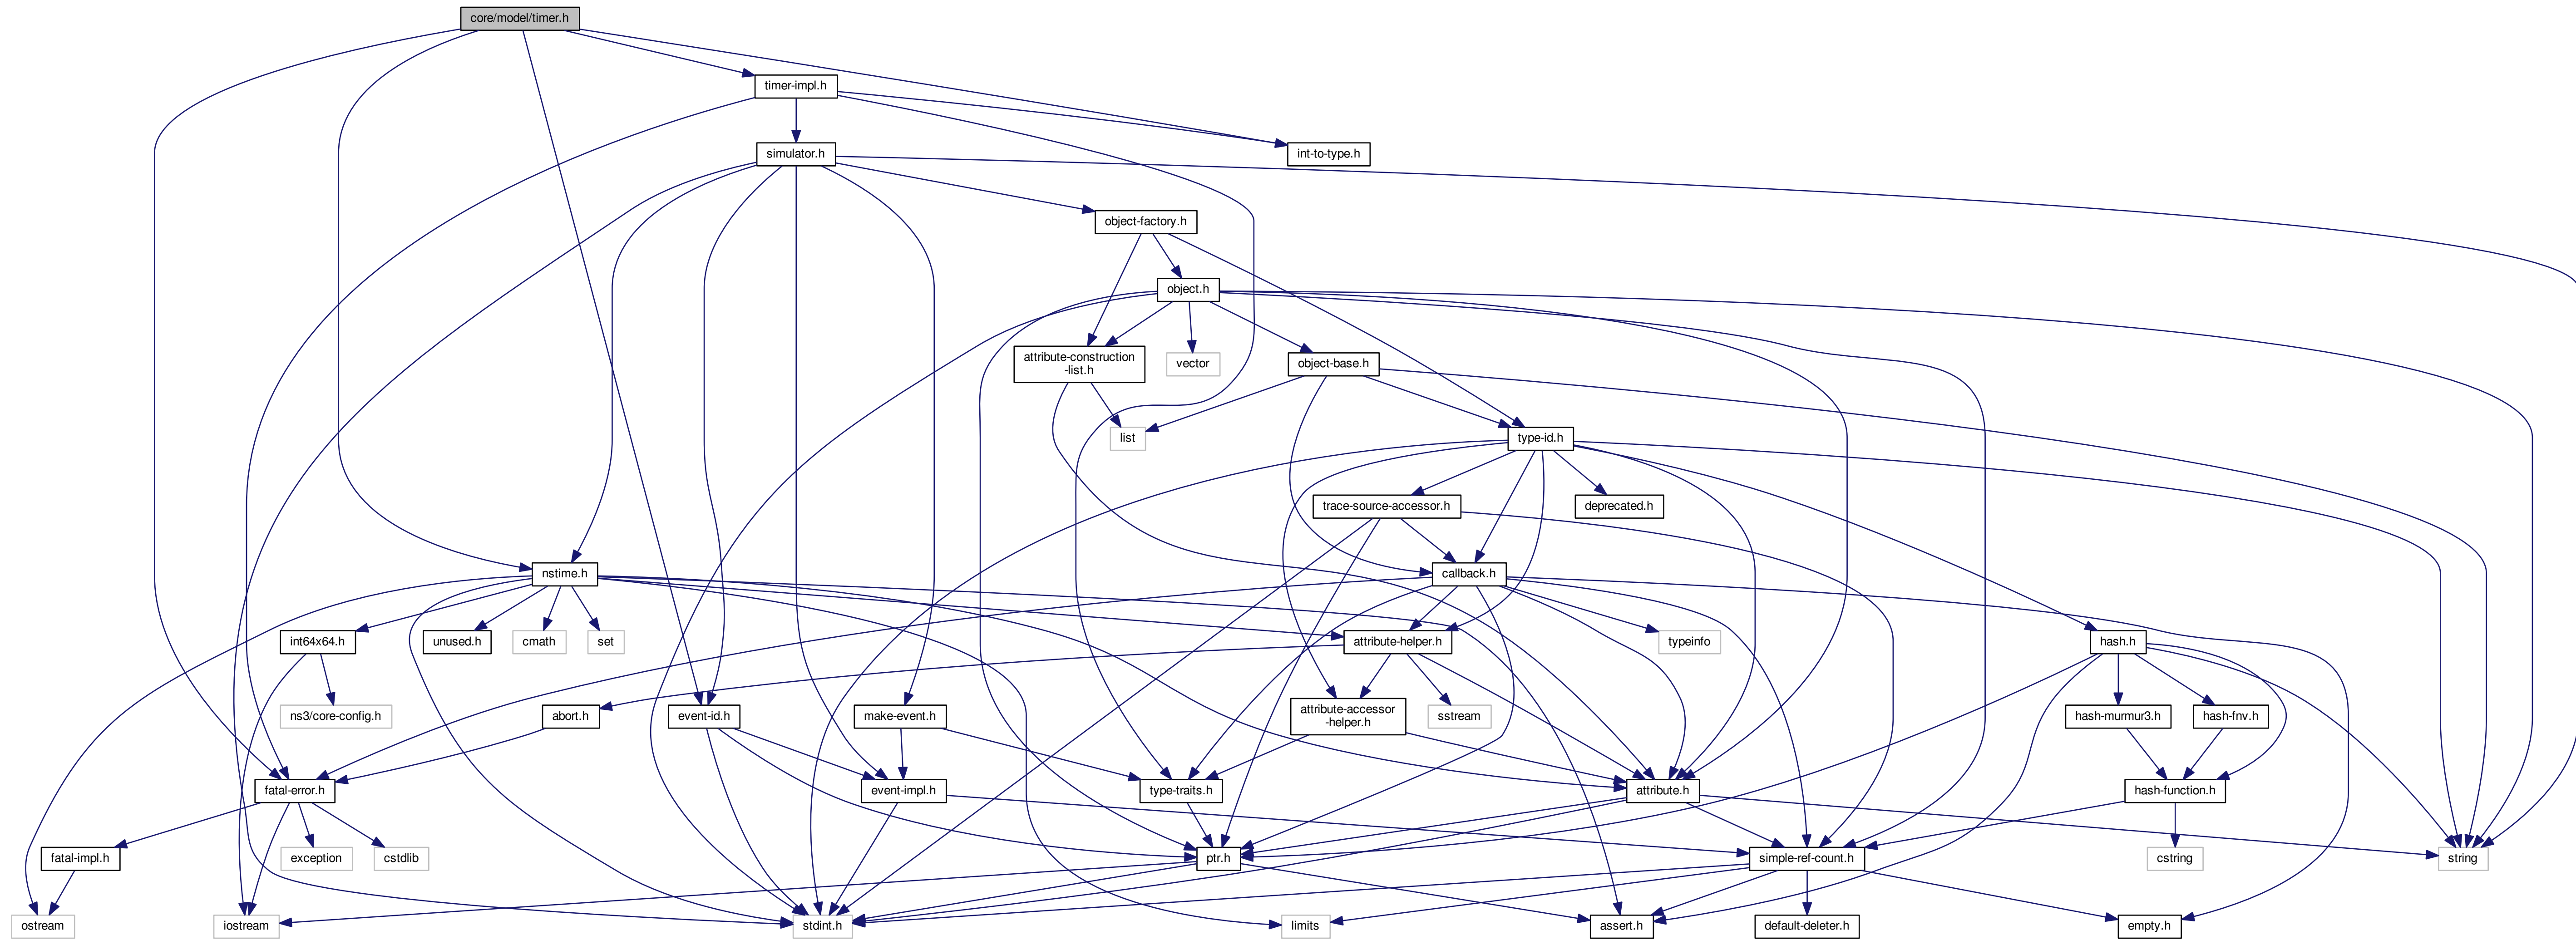 core/model/timer.h
timer-impl.h
simulator.h
int-to-type.h
object-factory.h
object.h
attribute-construction
-list.h
vector
object-base.h
list
type-id.h
trace-source-accessor.h
deprecated.h
nstime.h
callback.h
int64x64.h
unused.h
cmath
set
attribute-helper.h
typeinfo
hash.h
ns3/core-config.h
abort.h
event-id.h
make-event.h
attribute-accessor
-helper.h
sstream
hash-murmur3.h
hash-fnv.h
fatal-error.h
event-impl.h
type-traits.h
attribute.h
hash-function.h
fatal-impl.h
exception
cstdlib
ptr.h
simple-ref-count.h
cstring
string
ostream
iostream
stdint.h
limits
assert.h
default-deleter.h
empty.h